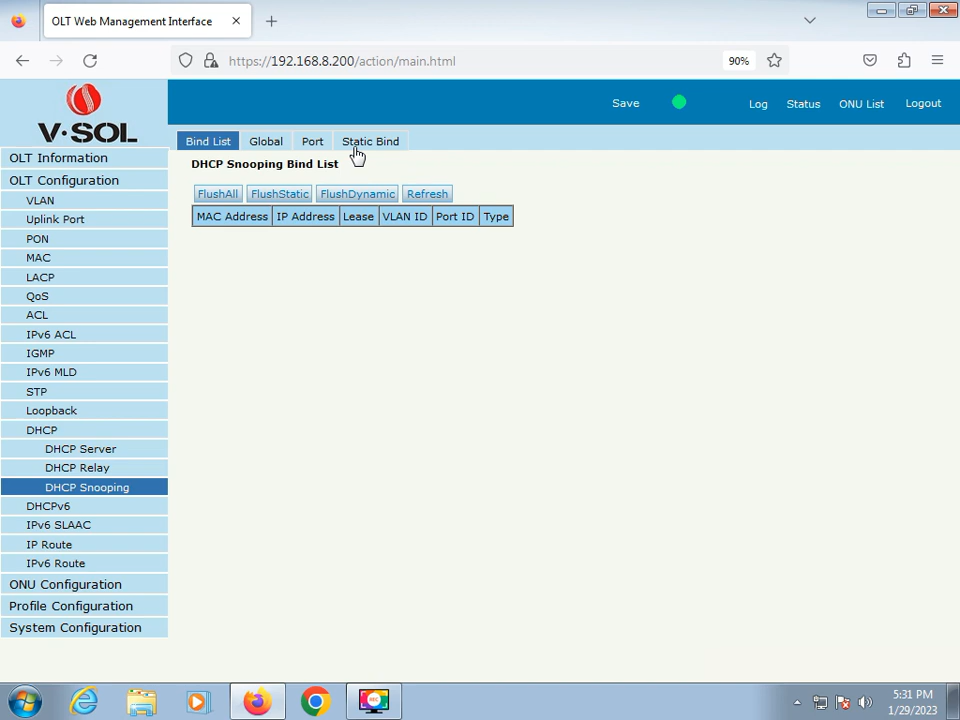 OLT Web Management Interface
https://192.168.8.200/action/main.html
90%
V·SOL
Save
Log
Status
ONU List
Logout
Bind List
Global
Port
Static Bind
DHCP Snooping Bind List
FlushAll
FlushStatic
FlushDynamic
Refresh
MAC Address
IP Address
Lease
VLAN ID
Port ID
Type
OLT Information
OLT Configuration
VLAN
Uplink Port
PON
MAC
LACP
QoS
ACL
IPv6 ACL
IGMP
IPv6 MLD
STP
Loopback
DHCP
DHCP Server
DHCP Relay
DHCP Snooping
DHCPv6
IPv6 SLAAC
IP Route
IPv6 Route
ONU Configuration
Profile Configuration
System Configuration
5:31 PM
1/29/2023